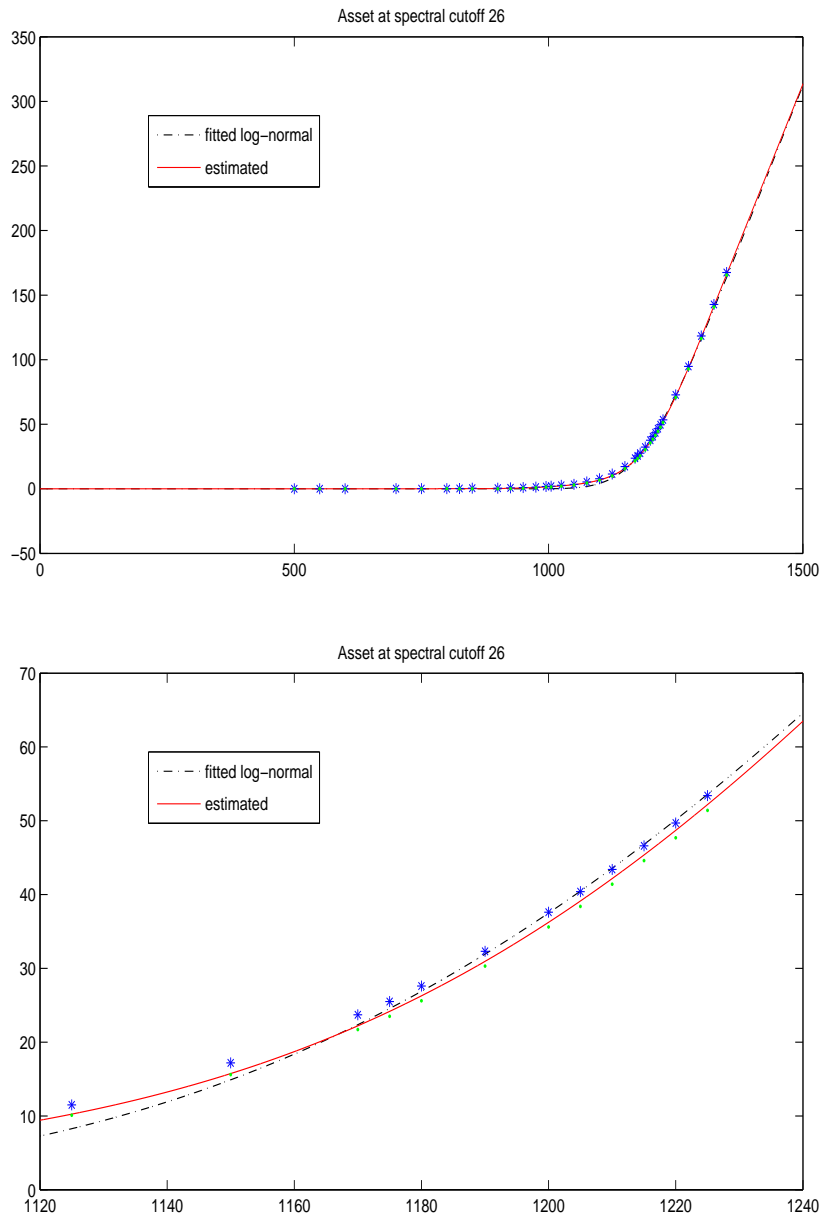 Asset at spectral cutoff 26
350
300
250
200
150
100
50
0
−50
0 500 1000 1500
fitted log−normal
estimated
Asset at spectral cutoff 26
70
60
50
40
30
20
10
0
1120 1140 1160 1180 1200 1220 1240
fitted log−normal
estimated